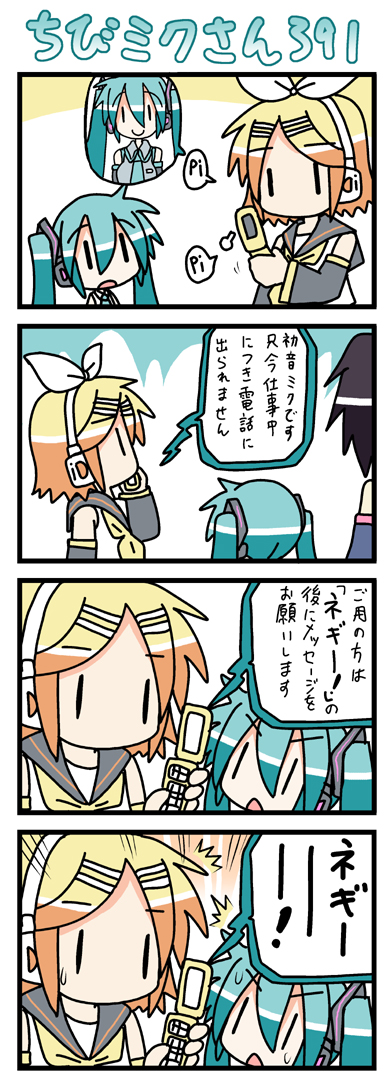 ちびミクさん391
Pi
Pi
初音ミクです
只今仕事中
につき電話に
出られません
ご用の方は
「ネギー!」の
後にメッセージを
お願いします
ネギー
ーーー!